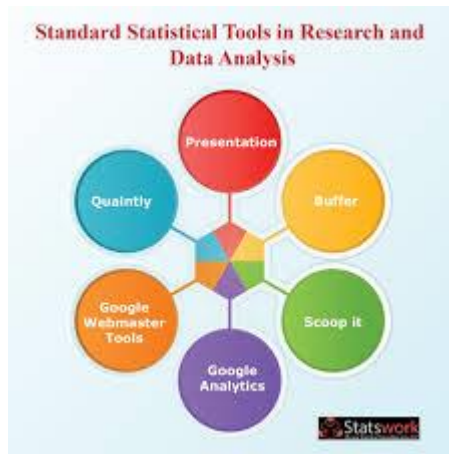 Standard Statistical Tools in Research and
Data Analysis
Presentation
Quaintly
Buffer
Google
Webmaster
Tools
Scoop it
Google
Analytics
Statswork